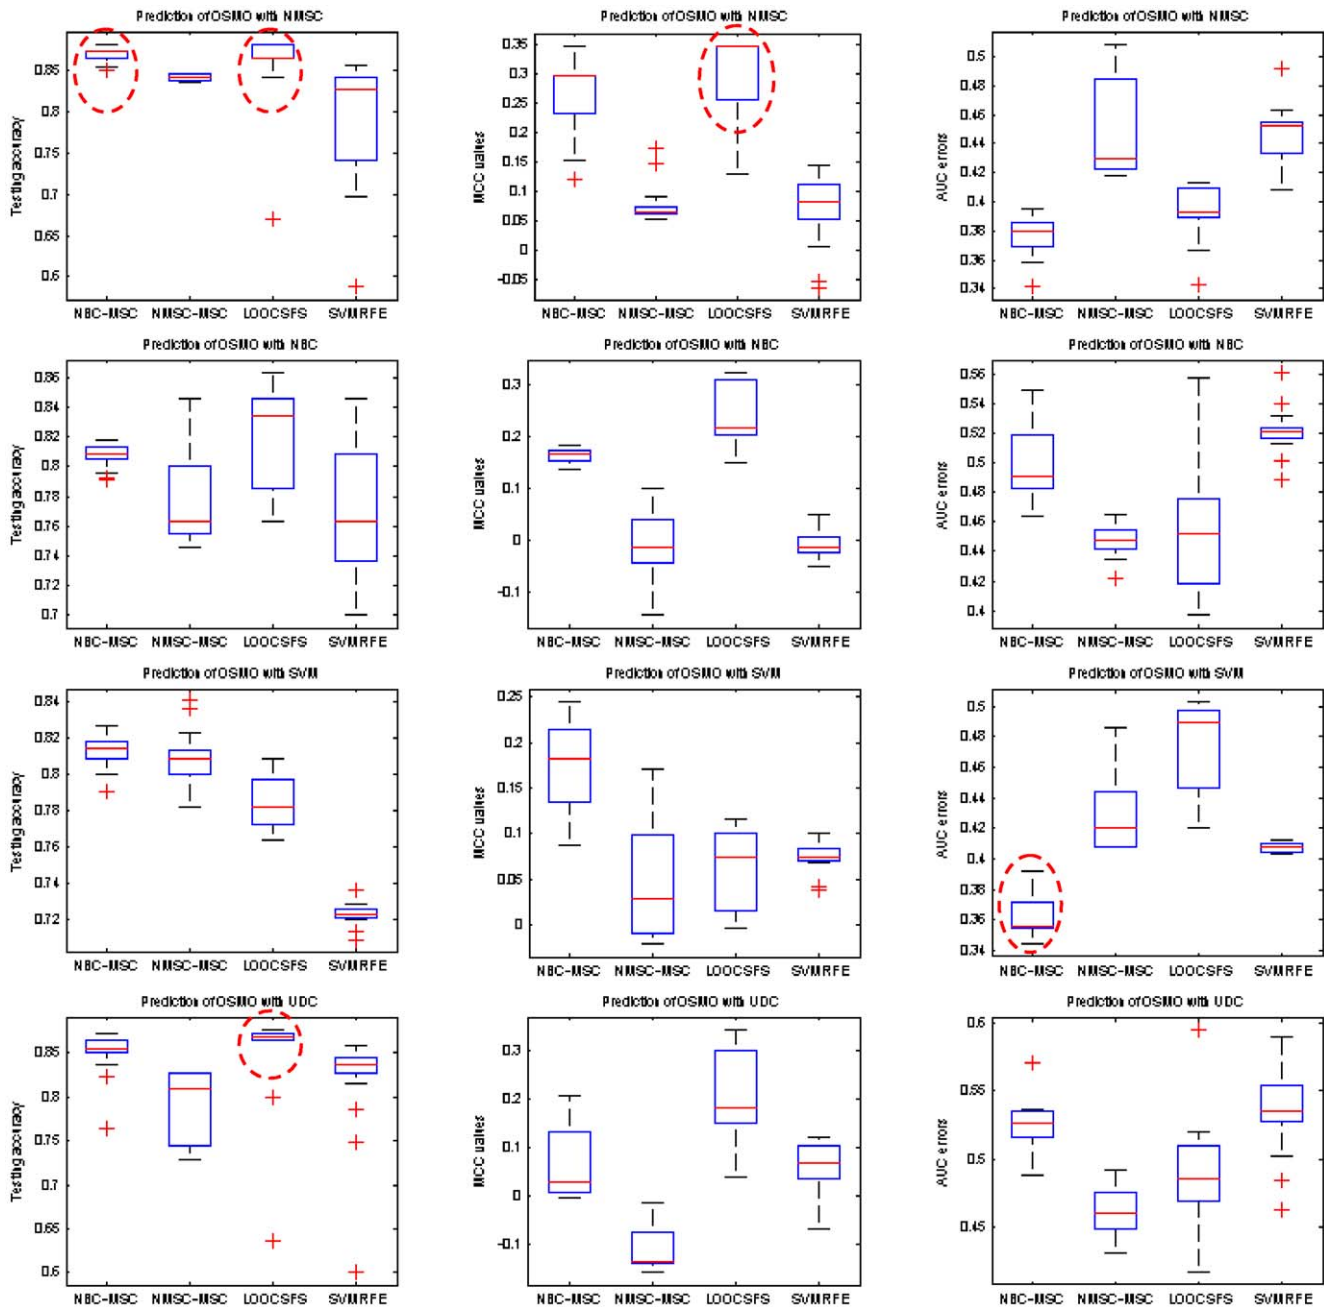 Prediction of OSMO with NMSC
Testing accuracy
0.85
0.8
0.75
0.7
0.65
0.6
NBC-MSC NMSC-MSC LOOCSFS SVMRFE
Prediction of OSMO with NMSC
MCC values
0.35
0.3
0.25
0.2
0.15
0.1
0.05
0
-0.05
NBC-MSC NMSC-MSC LOOCSFS SVMRFE
Prediction of OSMO with NMSC
AUC errors
0.5
0.48
0.46
0.44
0.42
0.4
0.38
0.36
0.34
NBC-MSC NMSC-MSC LOOCSFS SVMRFE
Prediction of OSMO with NBC
Testing accuracy
0.86
0.84
0.82
0.8
0.78
0.76
0.74
0.72
0.7
NBC-MSC NMSC-MSC LOOCSFS SVMRFE
Prediction of OSMO with NBC
MCC values
0.3
0.2
0.1
0
-0.1
NBC-MSC NMSC-MSC LOOCSFS SVMRFE
Prediction of OSMO with NBC
AUC errors
0.56
0.54
0.52
0.5
0.48
0.46
0.44
0.42
0.4
NBC-MSC NMSC-MSC LOOCSFS SVMRFE
Prediction of OSMO with SVM
Testing accuracy
0.84
0.82
0.8
0.78
0.76
0.74
0.72
NBC-MSC NMSC-MSC LOOCSFS SVMRFE
Prediction of OSMO with SVM
MCC values
0.25
0.2
0.15
0.1
0.05
0
NBC-MSC NMSC-MSC LOOCSFS SVMRFE
Prediction of OSMO with SVM
AUC errors
0.5
0.48
0.46
0.44
0.42
0.4
0.38
0.36
0.34
NBC-MSC NMSC-MSC LOOCSFS SVMRFE
Prediction of OSMO with UDC
Testing accuracy
0.85
0.8
0.75
0.7
0.65
0.6
NBC-MSC NMSC-MSC LOOCSFS SVMRFE
Prediction of OSMO with UDC
MCC values
0.3
0.2
0.1
0
-0.1
NBC-MSC NMSC-MSC LOOCSFS SVMRFE
Prediction of OSMO with UDC
AUC errors
0.6
0.55
0.5
0.45
NBC-MSC NMSC-MSC LOOCSFS SVMRFE